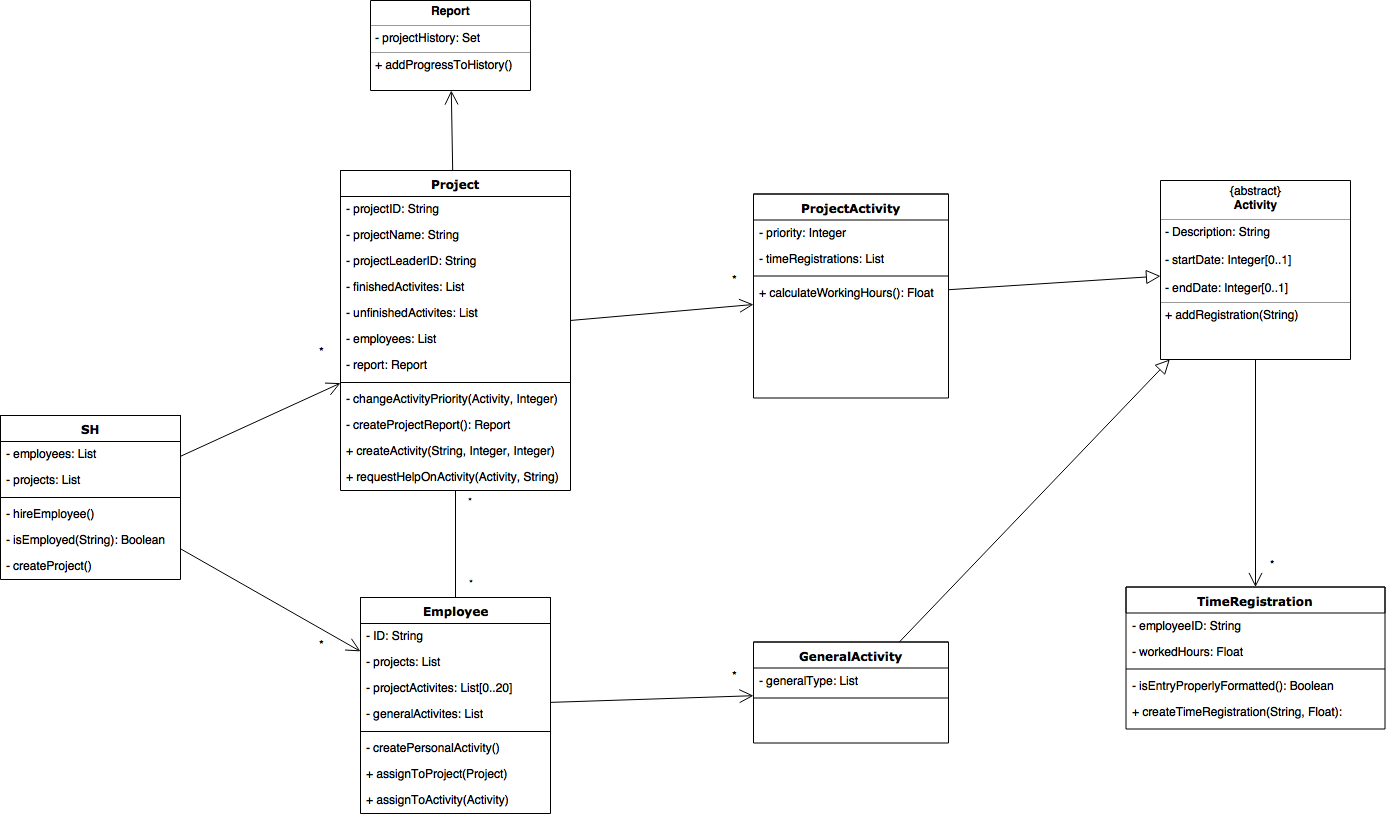 Report
- projectHistory: Set
+ addProgressToHistory()
Project
- projectID: String
- projectName: String
- projectLeaderID: String
- finishedActivites: List
- unfinishedActivites: List
- employees: List
- report: Report
- changeActivityPriority(Activity, Integer)
- createProjectReport(): Report
+ createActivity(String, Integer, Integer)
+ requestHelpOnActivity(Activity, String)
*
*
ProjectActivity
- priority: Integer
- timeRegistrations: List
+ calculateWorkingHours(): Float
*
{abstract}
Activity
- Description: String
- startDate: Integer[0..1]
- endDate: Integer[0..1]
+ addRegistration(String)
SH
- employees: List
- projects: List
- hireEmployee()
- isEmployed(String): Boolean
- createProject()
*
*
Employee
- ID: String
- projects: List
- projectActivites: List[0..20]
- generalActivites: List
- createPersonalActivity()
+ assignToProject(Project)
+ assignToActivity(Activity)
*
GeneralActivity
- generalType: List
*
TimeRegistration
- employeeID: String
- workedHours: Float
- isEntryProperlyFormatted(): Boolean
+ createTimeRegistration(String, Float):